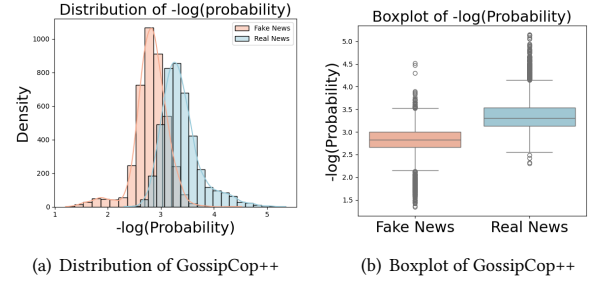 Distribution of -log(probability)
Density
1000
800
600
400
200
0
Fake News
Real News
1 2 3 4 5
-log(Probability)
(a) Distribution of GossipCop++
Boxplot of -log(Probability)
-log(Probability)
5.0
4.5
4.0
3.5
3.0
2.5
2.0
1.5
Fake News Real News
(b) Boxplot of GossipCop++